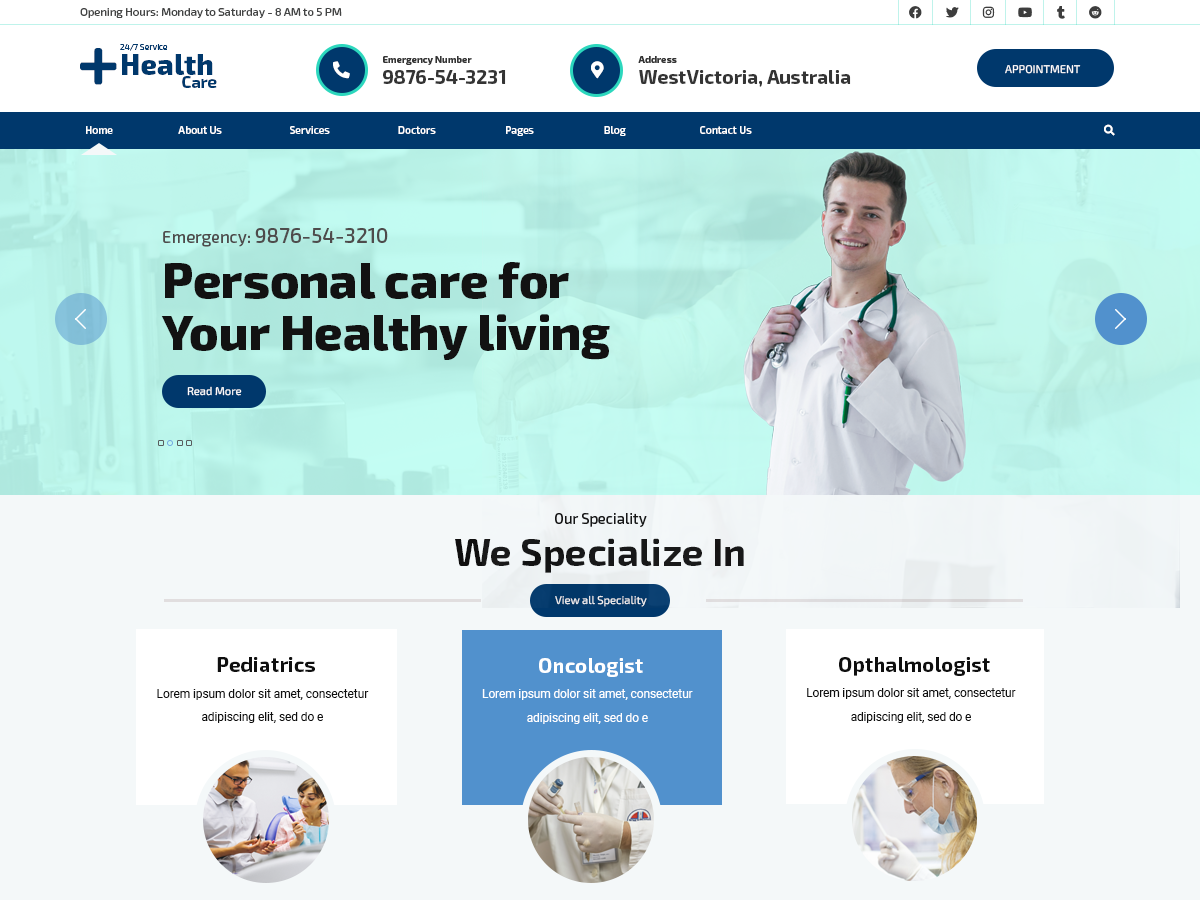 Opening Hours: Monday to Saturday - 8 AM to 5 PM
24/7 Service
Health
Care
Emergency Number
9876-54-3231
Address
WestVictoria, Australia
APPOINTMENT
Home About Us Services Doctors Pages Blog Contact Us
Emergency: 9876-54-3210
Personal care for
Your Healthy living
Read More
Our Speciality
We Specialize In
View all Speciality
Pediatrics
Lorem ipsum dolor sit amet, consectetur
adipiscing elit, sed do e
Oncologist
Lorem ipsum dolor sit amet, consectetur
adipiscing elit, sed do e
Opthalmologist
Lorem ipsum dolor sit amet, consectetur
adipiscing elit, sed do e